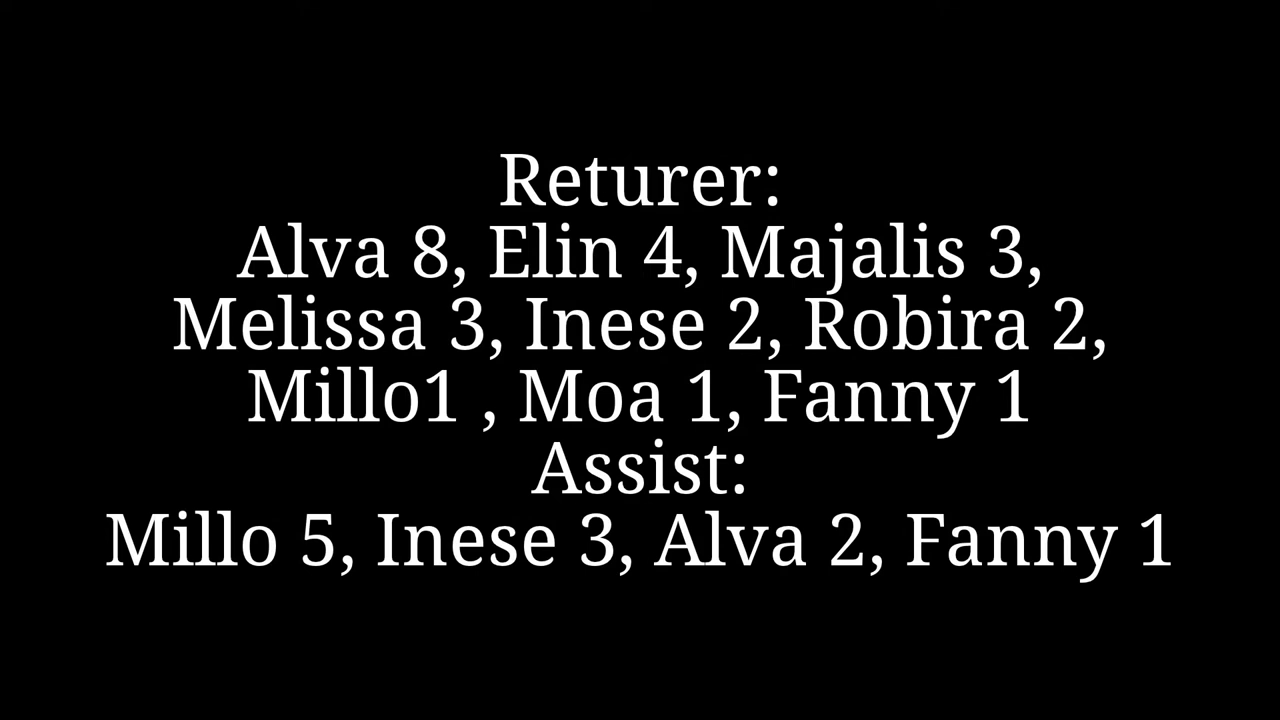 Returer:
Alva 8, Elin 4, Majalis 3,
Melissa 3, Inese 2, Robira 2,
Millo1 , Moa 1, Fanny 1
Assist:
Millo 5, Inese 3, Alva 2, Fanny 1